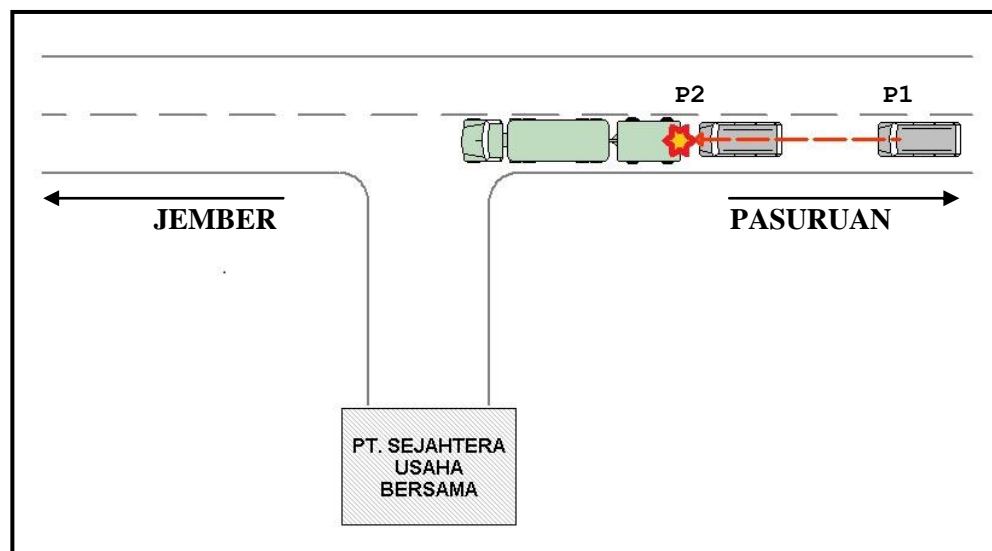 P2 P1
JEMBER PASURUAN
PT. SEJAHTERA
USAHA
BERSAMA